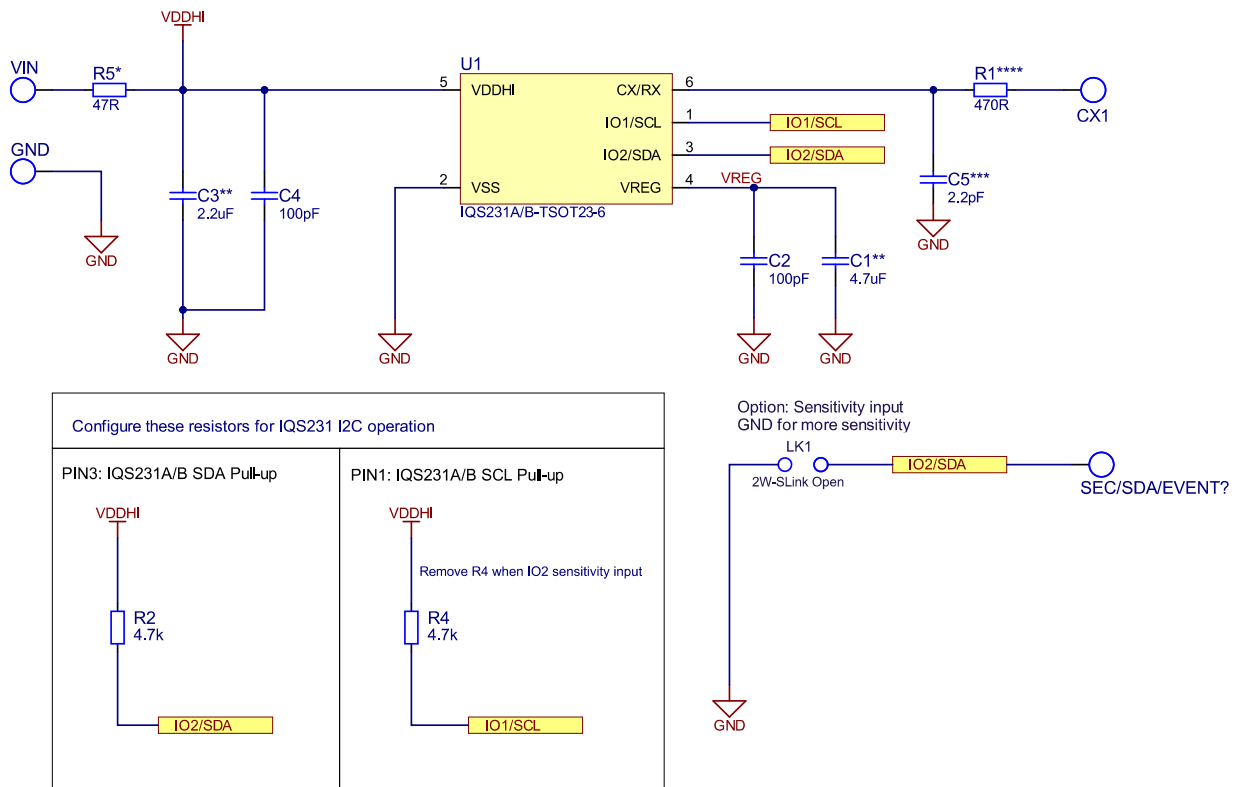 VDDHI
VIN
R5*
47R
GND
GND
C3**
2.2uF
C4
100pF
GND
U1
5
VDDHI
CX/RX
6
IO1/SCL
1
IO1/SCL
IO2/SDA
3
IO2/SDA
2
VSS
VREG
4
VREG
IQS231A/B-TSOT23-6
GND
R1****
470R
CX1
C5***
2.2pF
GND
C2
100pF
GND
C1**
4.7uF
GND
Configure these resistors for IQS231 I2C operation
PIN3: IQS231A/B SDA Pull-up
VDDHI
R2
4.7k
IO2/SDA
PIN1: IQS231A/B SCL Pull-up
VDDHI
Remove R4 when IO2 sensitivity input
R4
4.7k
IO1/SCL
Option: Sensitivity input
GND for more sensitivity
LK1
2W-SLink Open
IO2/SDA
SEC/SDA/EVENT?
GND